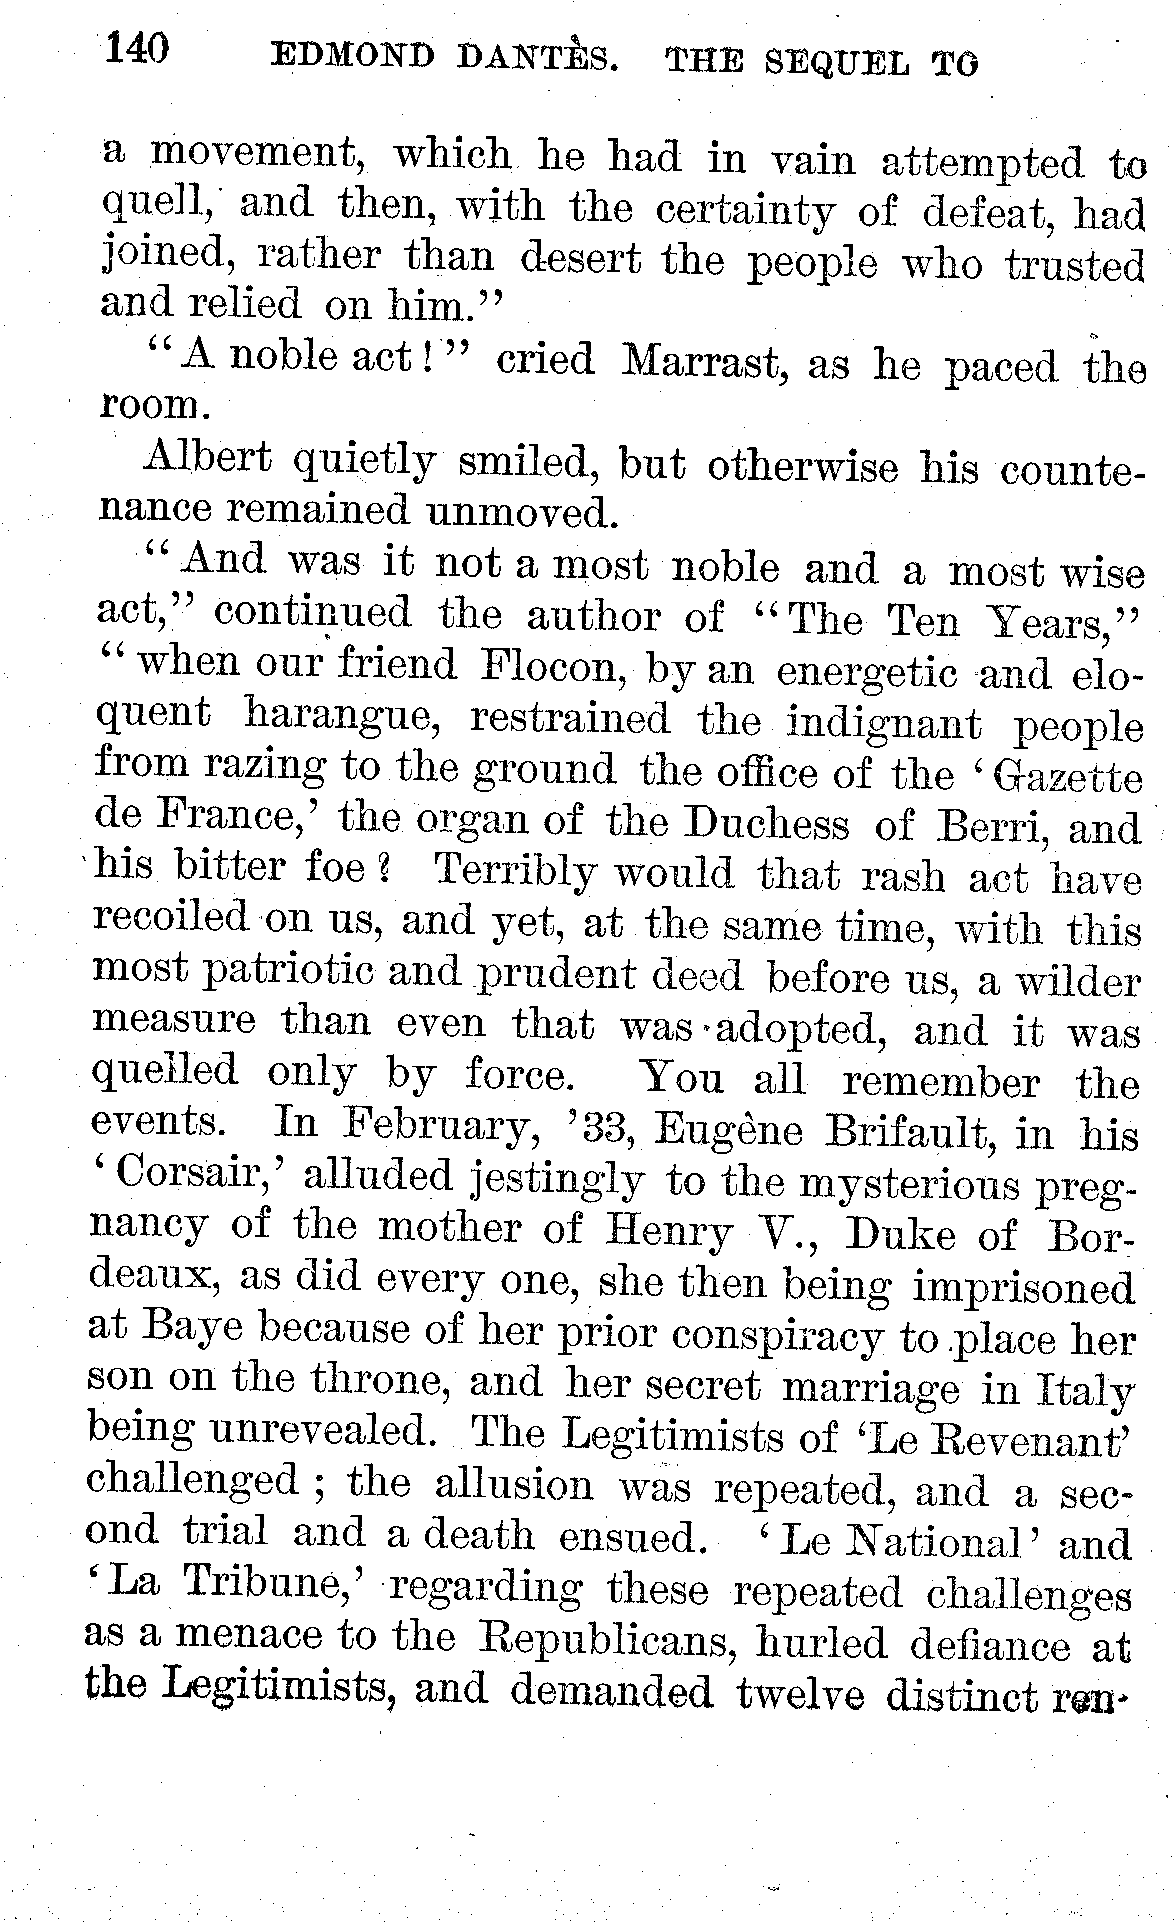 140 EDMOND DANTÈS. THE SEQUEL TO
a movement, which he had in vain attempted to
quell, and then, with the certainty of defeat, had
joined, rather than desert the people who trusted
and relied on him.”
“A noble act!” cried Marrast, as he paced the
room.
Albert quietly smiled, but otherwise his counte-
nance remained unmoved.
“And was it not a most noble and a most wise
act,” continued the author of “The Ten Years,”
“when our friend Flocon, by an energetic and elo-
quent harangue, restrained the indignant people
from razing to the ground the office of the ‘Gazette
de France,’ the organ of the Duchess of Berri, and
his bitter foe? Terribly would that rash act have
recoiled on us, and yet, at the same time, with this
most patriotic and prudent deed before us, a wilder
measure than even that was adopted, and it was
quelled only by force. You all remember the
events. In February, ’33, Eugène Brifault, in his
‘Corsair,’ alluded jestingly to the mysterious preg-
nancy of the mother of Henry V., Duke of Bor-
deaux, as did every one, she then being imprisoned
at Baye because of her prior conspiracy to place her
son on the throne, and her secret marriage in Italy
being unrevealed. The Legitimists of ‘Le Revenant’
challenged; the allusion was repeated, and a sec-
ond trial and a death ensued. ‘Le National’ and
‘La Tribune,’ regarding these repeated challenges
as a menace to the Republicans, hurled defiance at
the Legitimists, and demanded twelve distinct ren-